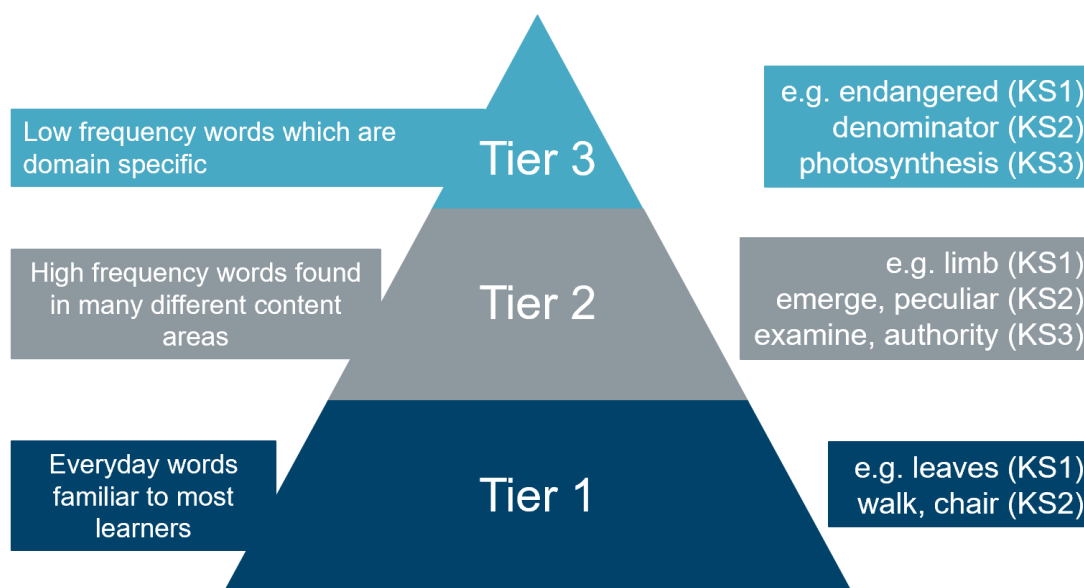 Low frequency words which are
domain specific
Tier 3
e.g. endangered (KS1)
denominator (KS2)
photosynthesis (KS3)
High frequency words found
in many different content
areas
Tier 2
e.g. limb (KS1)
emerge, peculiar (KS2)
examine, authority (KS3)
Everyday words
familiar to most
learners
Tier 1
e.g. leaves (KS1)
walk, chair (KS2)